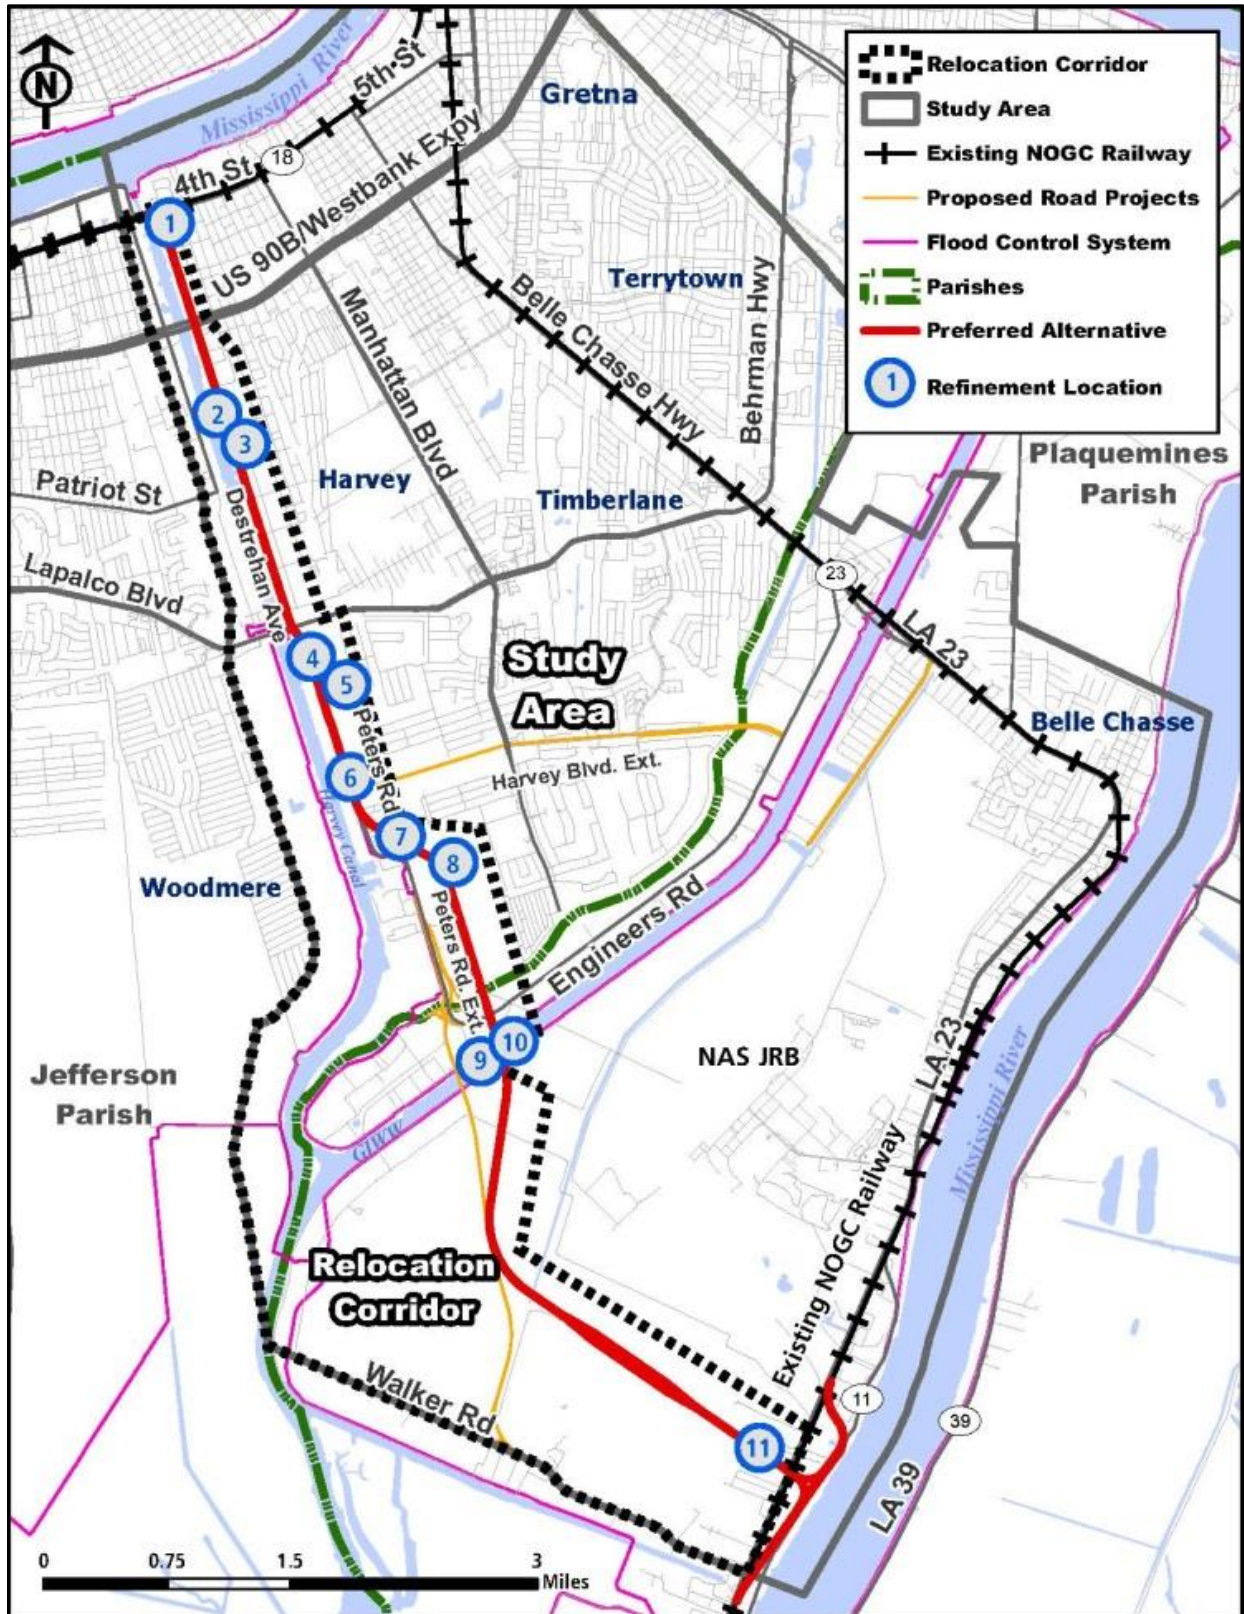 N
Mississippi River
5th St
4th St
18
US 90B/Westbank Expy
Gretna
Relocation Corridor
Study Area
Existing NOGC Railway
Proposed Road Projects
Flood Control System
Parishes
Preferred Alternative
1 Refinement Location
1
Terrytown
Belle Chasse Hwy
Behrman Hwy
Manhattan Blvd
2
3
Harvey
Timberlane
Patriot St
Destrehan Ave
Lapalco Blvd
Plaquemines
Parish
23
LA 23
Belle Chasse
4
5
Study
Area
Peters Rd
6
Harvey Blvd. Ext.
Harvey Canal
7
8
Woodmere
Peters Rd. Ext.
Engineers Rd
9
10
NAS JRB
LA 23
Mississippi River
Jefferson
Parish
GIWW
Existing NOGC Railway
Relocation
Corridor
Walker Rd
11
11
39
LA 39
0 0.75 1.5 3
Miles